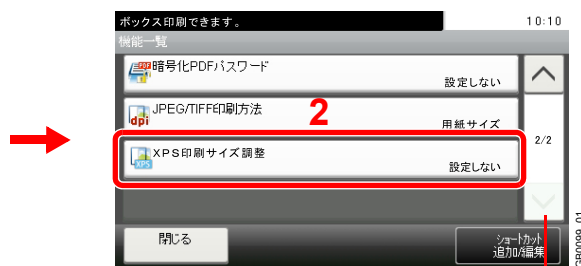 ボックス印刷できます。
10:10
機能一覧
暗号化PDFパスワード
設定しない
JPEG/TIFF印刷方法
2
用紙サイズ
2/2
XPS印刷サイズ調整
設定しない
閉じる
ショートカット
追加/編集